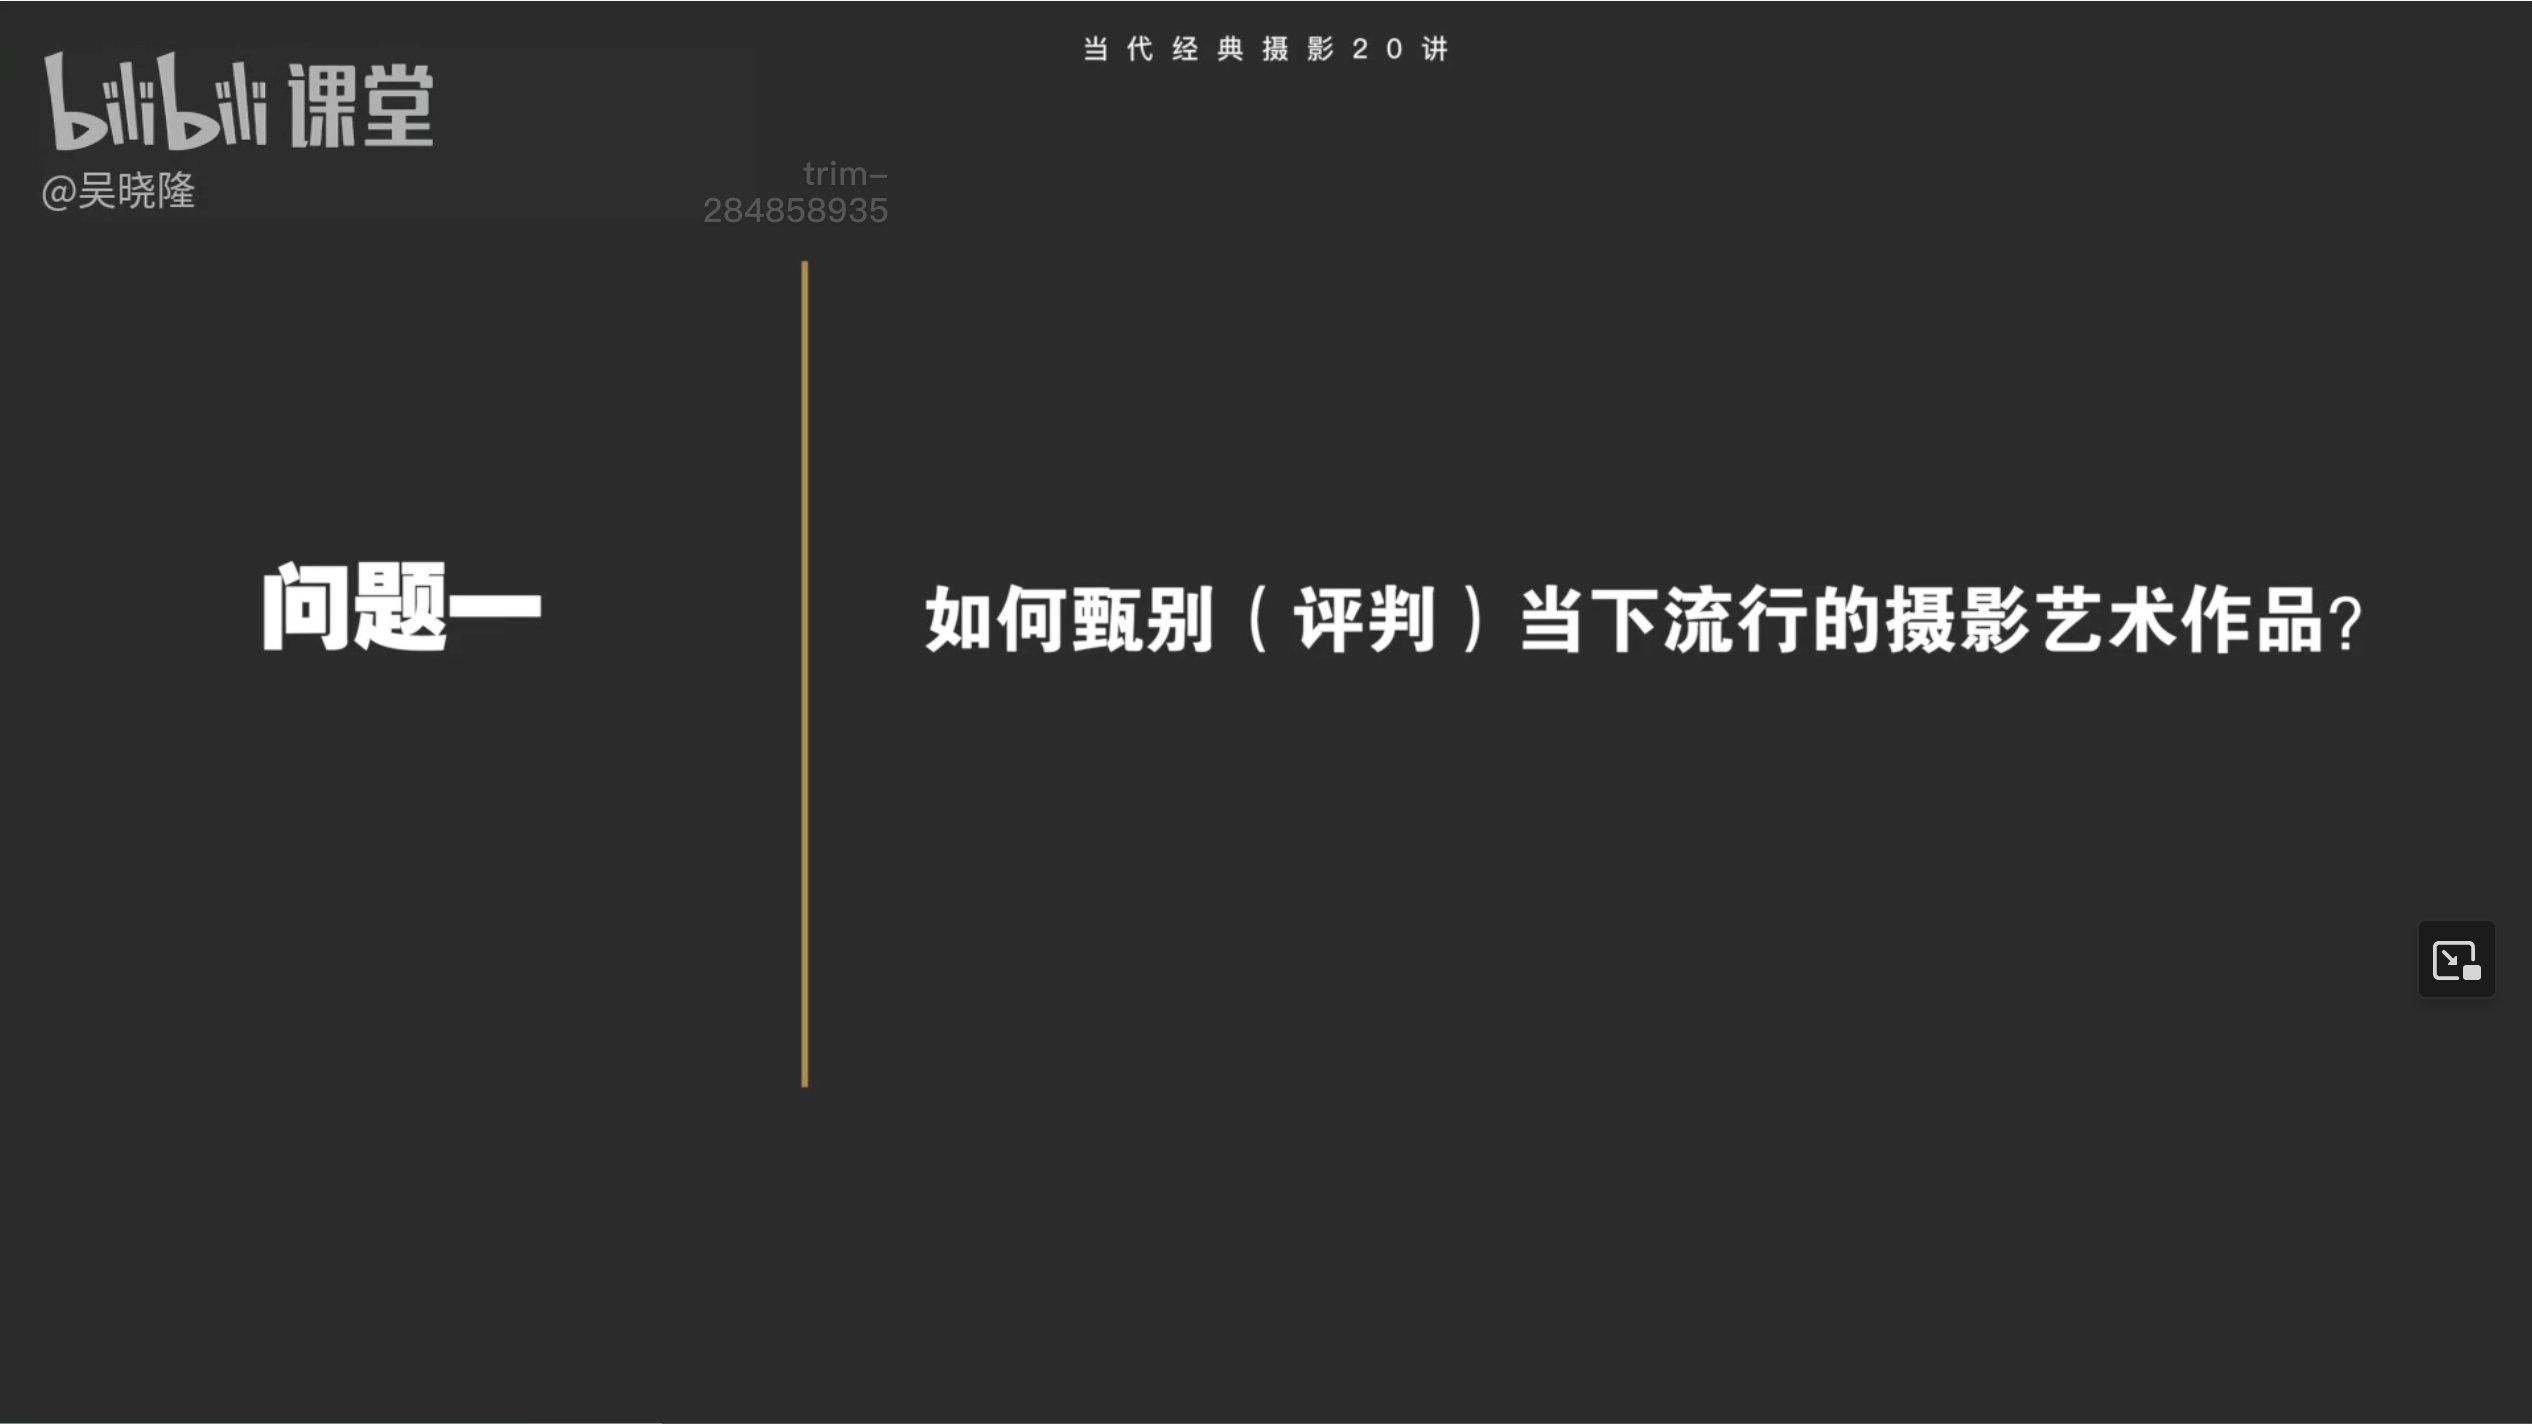 当代经典摄影20讲
bilibili 课堂
@吴晓隆
trim-
284858935
问题一
如何甄别（评判）当下流行的摄影艺术作品?